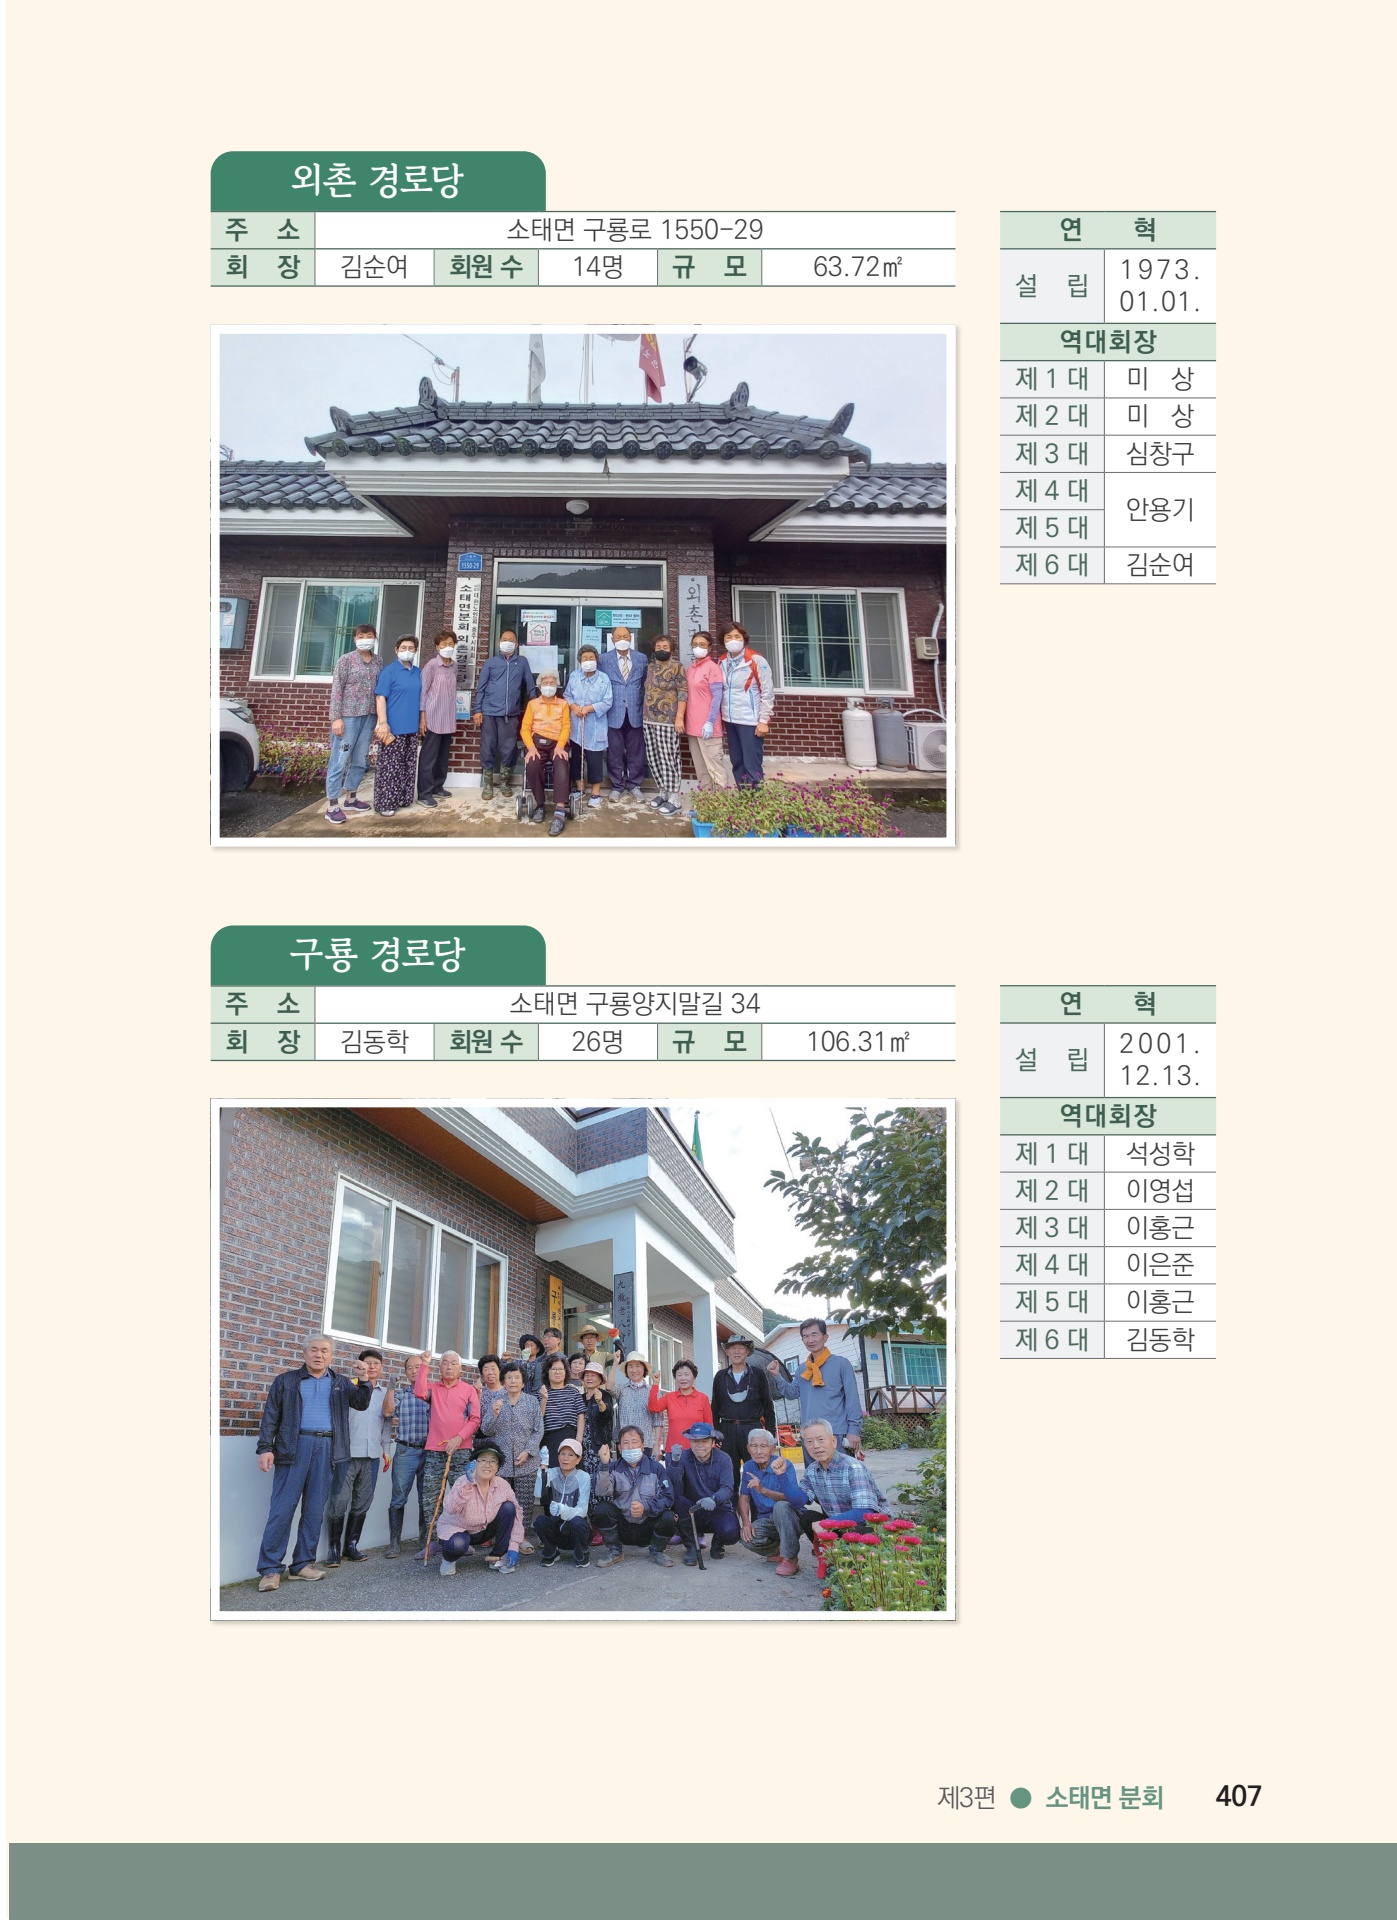 외촌 경로당
주 소 소태면 구룡로 1550-29
회 장 김순여 회원 수 14명 규 모 63.72㎡
연 혁
설 립 1973. 01.01.
역대회장
제 1 대 미 상
제 2 대 미 상
제 3 대 심창구
제 4 대 안용기
제 5 대
제 6 대 김순여
1550-29
소태면분회 외촌경로당
외촌
구룡 경로당
주 소 소태면 구룡양지말길 34
회 장 김동학 회원 수 26명 규 모 106.31㎡
연 혁
설 립 2001. 12.13.
역대회장
제 1 대 석성학
제 2 대 이영섭
제 3 대 이홍근
제 4 대 이은준
제 5 대 이홍근
제 6 대 김동학
제3편 ● 소태면 분회 407